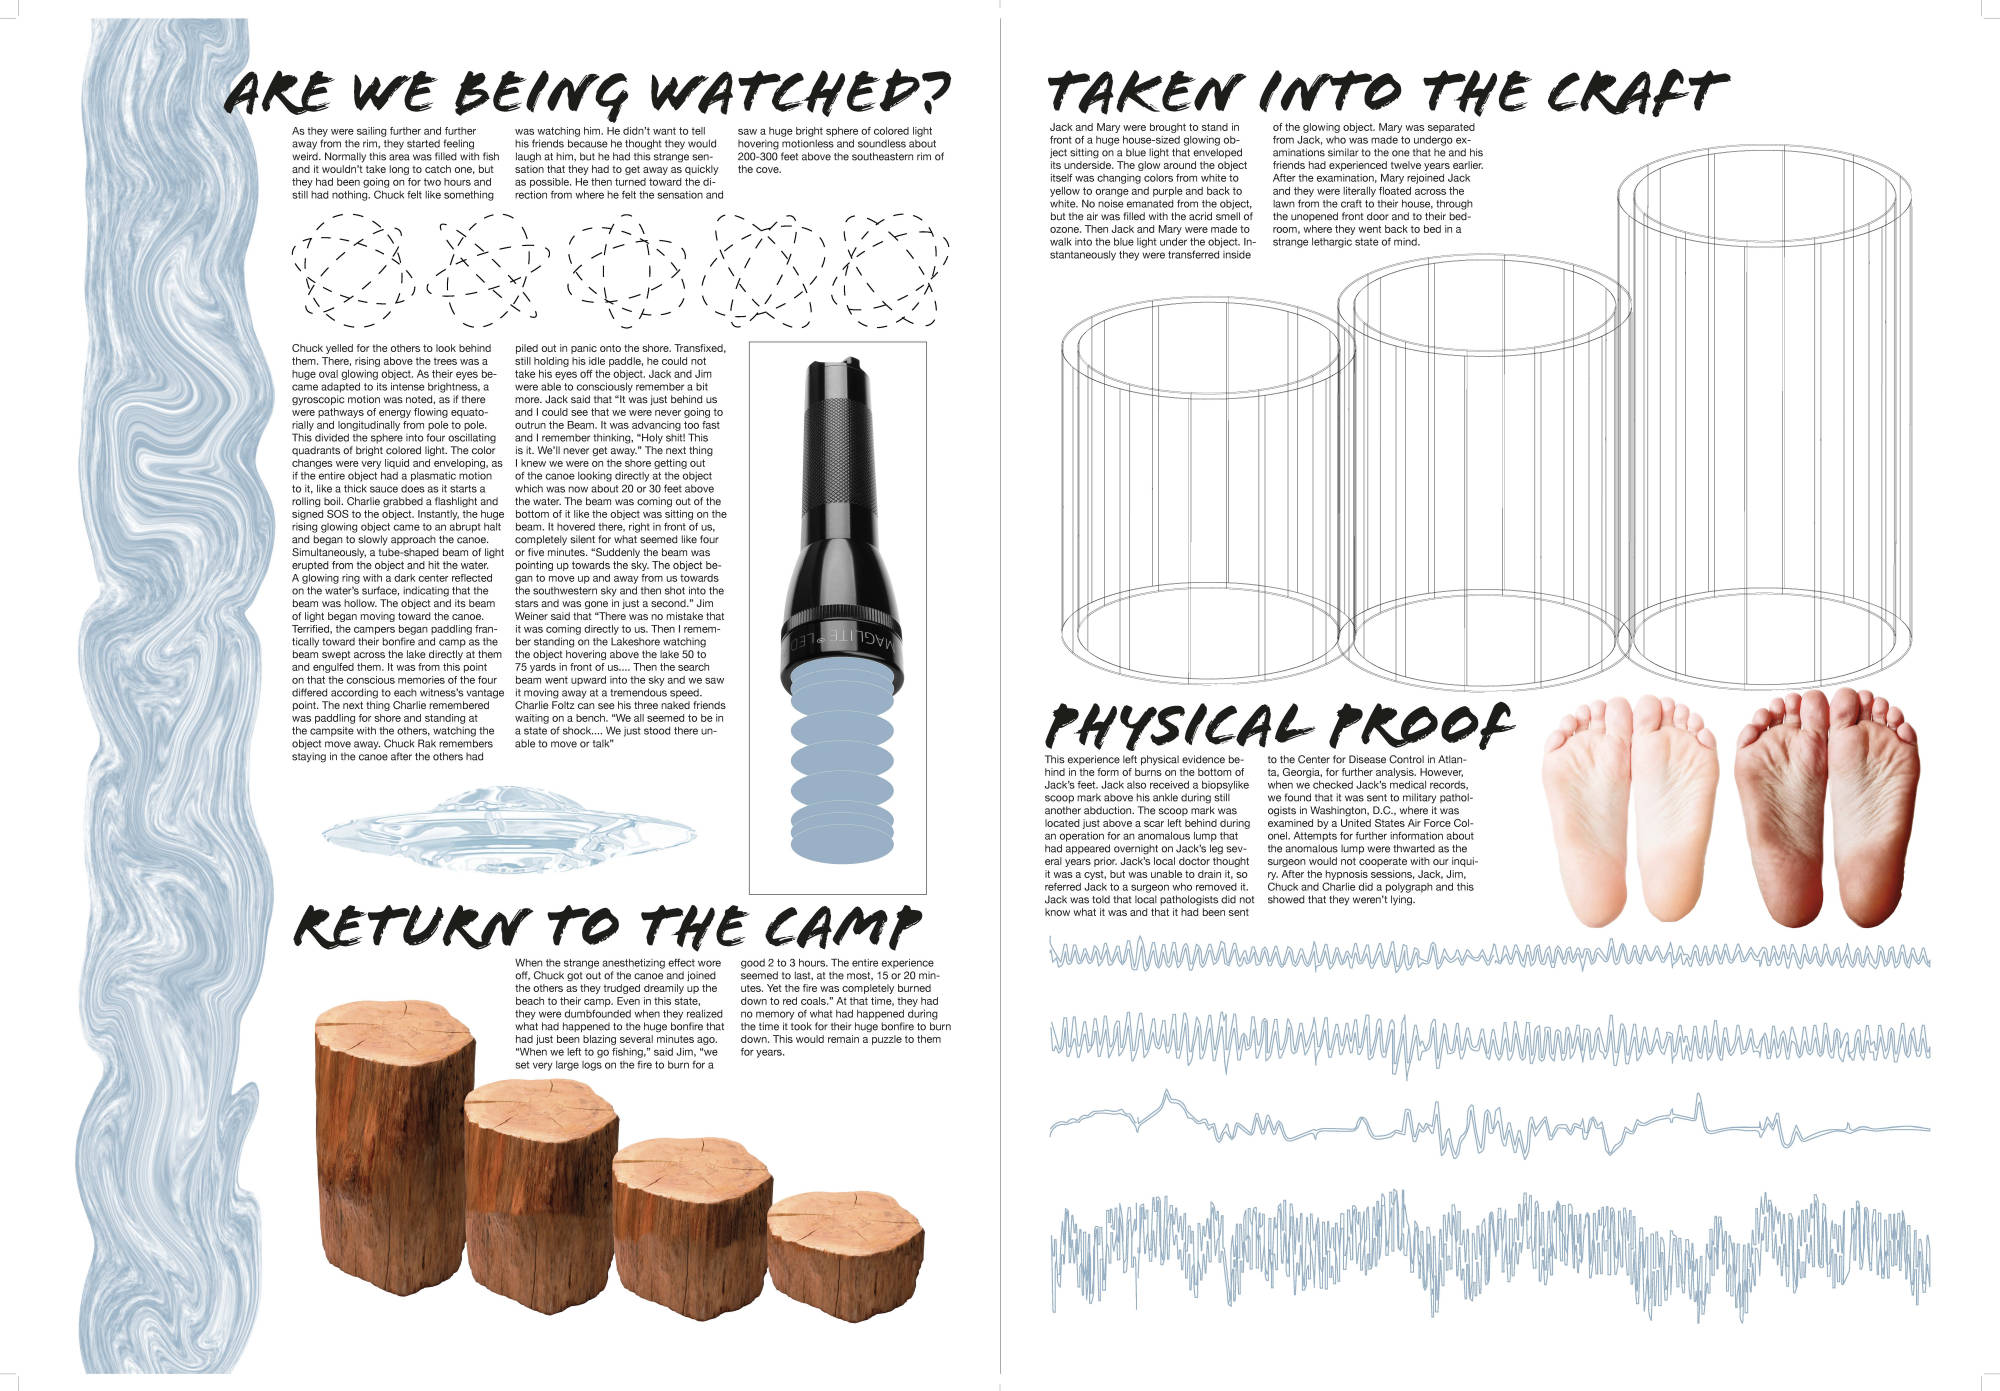 ARE WE BEING WATCHED?
As they were sailing further and further
away from the rim, they started feeling
weird. Normally this area was filled with fish
and it wouldn't take long to catch one, but
they had been going on for two hours and
still had nothing. Chuck felt like something
was watching him. He didn't want to tell
his friends because he thought they would
laugh at him, but he had this strange sen-
sation that they had to get away as quickly
as possible. He then turned toward the di-
rection from where he felt the sensation and
saw a huge bright sphere of colored light
hovering motionless and soundless about
200-300 feet above the southeastern rim of
the cove.
Chuck yelled for the others to look behind
them. There, rising above the trees was a
huge oval glowing object. As their eyes be-
came adapted to its intense brightness, a
gyroscopic motion was noted, as if there
were pathways of energy flowing equato-
rially and longitudinally from pole to pole.
This divided the sphere into four oscillating
quadrants of bright colored light. The color
changes were very liquid and enveloping, as
if the entire object had a plasmatic motion
to it, like a thick sauce does as it starts a
rolling boil. Charlie grabbed a flashlight and
signed SOS to the object. Instantly, the huge
rising glowing object came to an abrupt halt
and began to slowly approach the canoe.
Simultaneously, a tube-shaped beam of light
erupted from the object and hit the water.
A glowing ring with a dark center reflected
on the water's surface, indicating that the
beam was hollow. The object and its beam
of light began moving toward the canoe.
Terrified, the campers began paddling fran-
tically toward their bonfire and camp as the
beam swept across the lake directly at them
and engulfed them. It was from this point
on that the conscious memories of the four
differed according to each witness's vantage
point. The next thing Charlie remembered
was paddling for shore and standing at
the campsite with the others, watching the
object move away. Chuck Rak remembers
staying in the canoe after the others had
piled out in panic onto the shore. Transfixed,
still holding his idle paddle, he could not
take his eyes off the object. Jack and Jim
were able to consciously remember a bit
more. Jack said that “It was just behind us
and I could see that we were never going to
outrun the Beam. It was advancing too fast
and I remember thinking, “Holy shit! This
is it. We'll never get away.” The next thing
I knew we were on the shore getting out
of the canoe looking directly at the object
which was now about 20 or 30 feet above
the water. The beam was coming out of the
bottom of it like the object was sitting on the
beam. It hovered there, right in front of us,
completely silent for what seemed like four
or five minutes. “Suddenly the beam was
pointing up towards the sky. The object be-
gan to move up and away from us towards
the southwestern sky and then shot into the
stars and was gone in just a second.” Jim
Weiner said that “There was no mistake that
it was coming directly to us. Then I remem-
ber standing on the Lakeshore watching
the object hovering above the lake 50 to
75 yards in front of us.... Then the search
beam went upward into the sky and we saw
it moving away at a tremendous speed.
Charlie Foltz can see his three naked friends
waiting on a bench. “We all seemed to be in
a state of shock.... We just stood there un-
able to move or talk”
MAGLITE® LED
RETURN TO THE CAMP
When the strange anesthetizing effect wore
off, Chuck got out of the canoe and joined
the others as they trudged dreamily up the
beach to their camp. Even in this state,
they were dumbfounded when they realized
what had happened to the huge bonfire that
had just been blazing several minutes ago.
“When we left to go fishing,” said Jim, “we
set very large logs on the fire to burn for a
good 2 to 3 hours. The entire experience
seemed to last, at the most, 15 or 20 min-
utes. Yet the fire was completely burned
down to red coals.” At that time, they had
no memory of what had happened during
the time it took for their huge bonfire to burn
down. This would remain a puzzle to them
for years.
TAKEN INTO THE CRAFT
Jack and Mary were brought to stand in
front of a huge house-sized glowing ob-
ject sitting on a blue light that enveloped
its underside. The glow around the object
itself was changing colors from white to
yellow to orange and purple and back to
white. No noise emanated from the object,
but the air was filled with the acrid smell of
ozone. Then Jack and Mary were made to
walk into the blue light under the object. In-
stantaneously they were transferred inside
of the glowing object. Mary was separated
from Jack, who was made to undergo ex-
aminations similar to the one that he and his
friends had experienced twelve years earlier.
After the examination, Mary rejoined Jack
and they were literally floated across the
lawn from the craft to their house, through
the unopened front door and to their bed-
room, where they went back to bed in a
strange lethargic state of mind.
PHYSICAL PROOF
This experience left physical evidence be-
hind in the form of burns on the bottom of
Jack's feet. Jack also received a biopsylike
scoop mark above his ankle during still
another abduction. The scoop mark was
located just above a scar left behind during
an operation for an anomalous lump that
had appeared overnight on Jack's leg sev-
eral years prior. Jack's local doctor thought
it was a cyst, but was unable to drain it, so
referred Jack to a surgeon who removed it.
Jack was told that local pathologists did not
know what it was and that it had been sent
to the Center for Disease Control in Atlan-
ta, Georgia, for further analysis. However,
when we checked Jack's medical records,
we found that it was sent to military pathol-
ogists in Washington, D.C., where it was
examined by a United States Air Force Col-
onel. Attempts for further information about
the anomalous lump were thwarted as the
surgeon would not cooperate with our inqui-
ry. After the hypnosis sessions, Jack, Jim,
Chuck and Charlie did a polygraph and this
showed that they weren't lying.